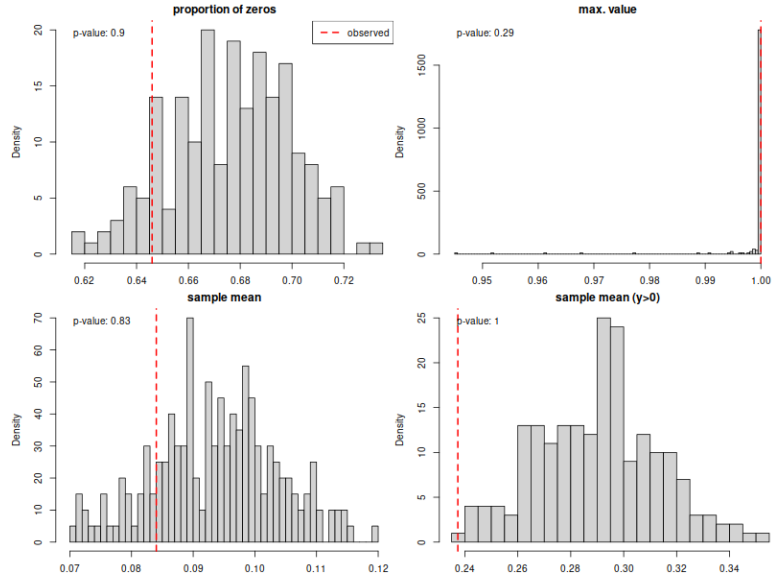 proportion of zeros
p-value: 0.9
observed
Density
0 5 10 15 20
0.62 0.64 0.66 0.68 0.70 0.72
max. value
p-value: 0.29
Density
0 500 1000 1500
0.95 0.96 0.97 0.98 0.99 1.00
sample mean
p-value: 0.83
Density
0 10 20 30 40 50 60 70
0.07 0.08 0.09 0.10 0.11 0.12
sample mean (y>0)
p-value: 1
Density
0 5 10 15 20 25
0.24 0.26 0.28 0.30 0.32 0.34